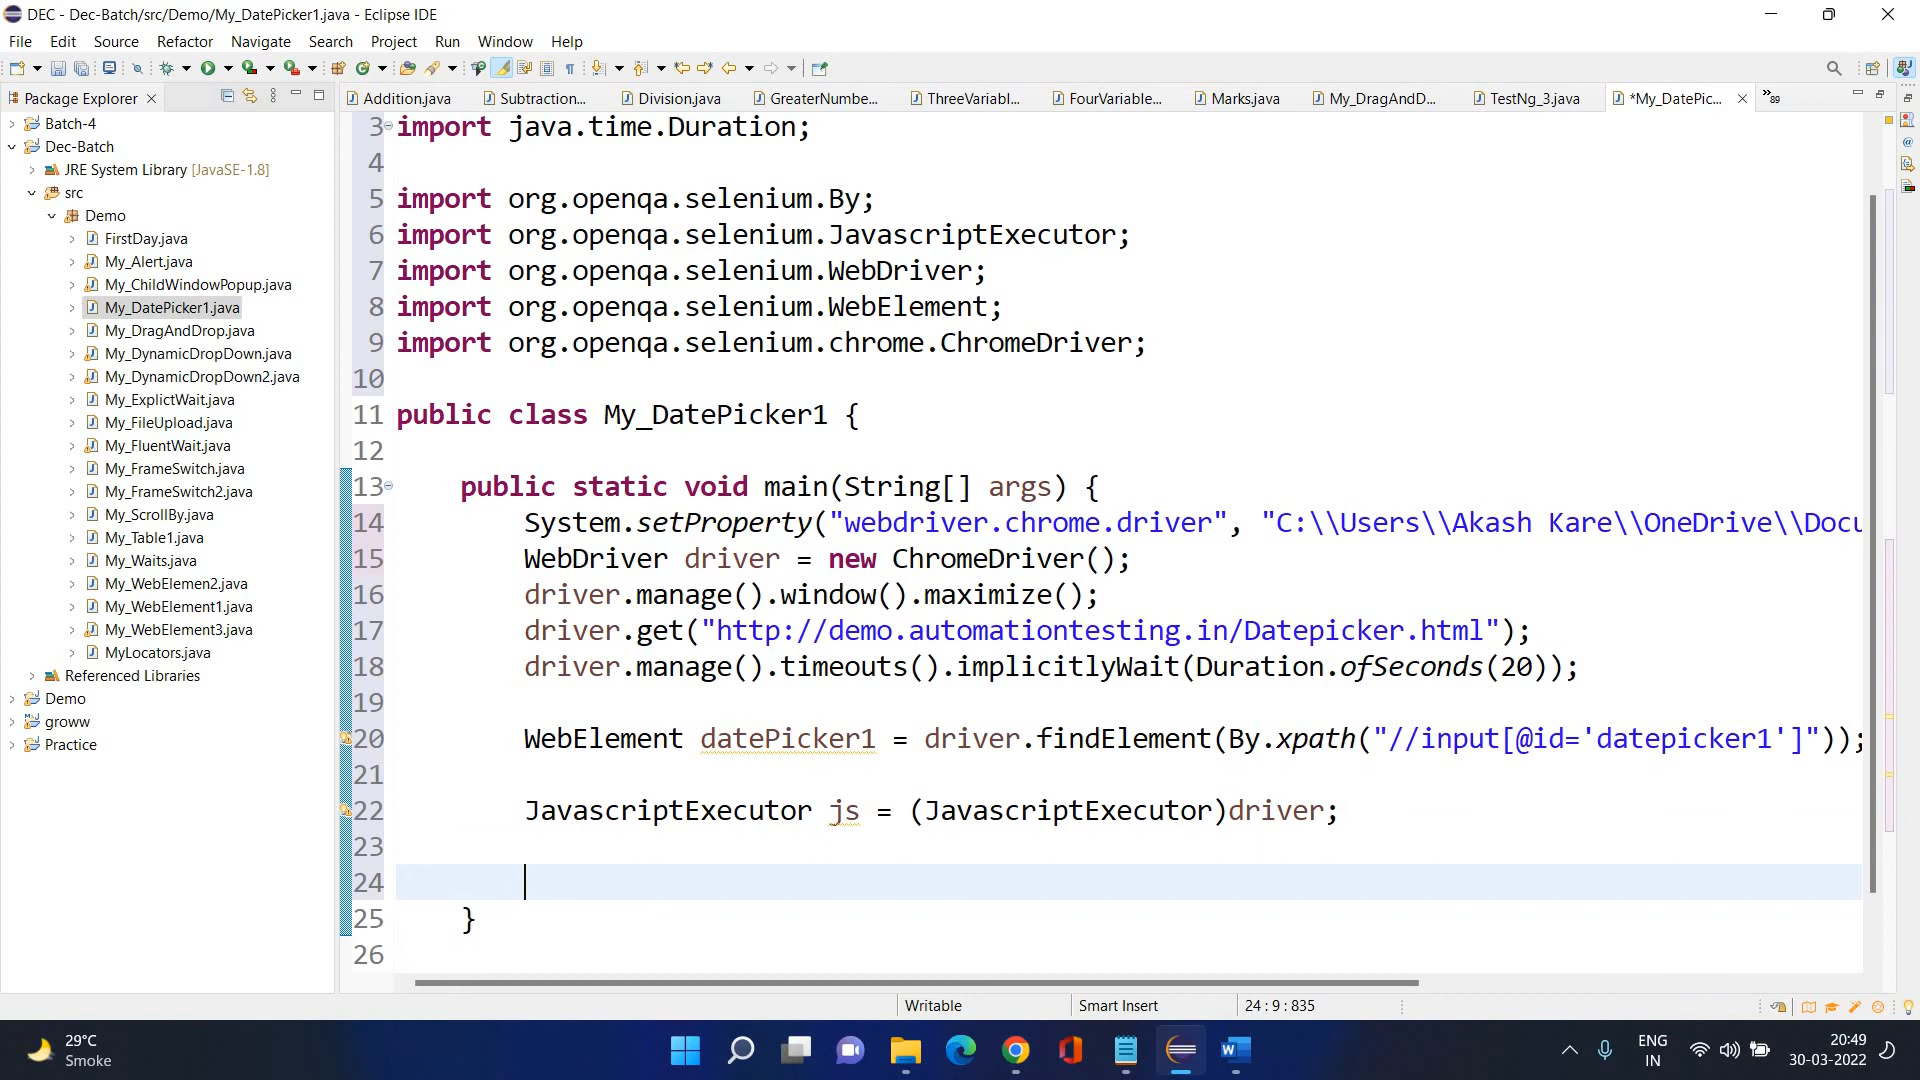 DEC - Dec-Batch/src/Demo/My_DatePicker1.java - Eclipse IDE
File Edit Source Refactor Navigate Search Project Run Window Help
Package Explorer
Addition.java Subtraction... Division.java GreaterNumbe... ThreeVariabl... FourVariable... Marks.java My_DragAndD... TestNg_3.java *My_DatePic... »89
Batch-4
Dec-Batch
JRE System Library [JavaSE-1.8]
src
Demo
FirstDay.java
My_Alert.java
My_ChildWindowPopup.java
My_DatePicker1.java
My_DragAndDrop.java
My_DynamicDropDown.java
My_DynamicDropDown2.java
My_ExplictWait.java
My_FileUpload.java
My_FluentWait.java
My_FrameSwitch.java
My_FrameSwitch2.java
My_ScrollBy.java
My_Table1.java
My_Waits.java
My_WebElemen2.java
My_WebElement1.java
My_WebElement3.java
MyLocators.java
Referenced Libraries
Demo
groww
Practice
3 import java.time.Duration;
4
5 import org.openqa.selenium.By;
6 import org.openqa.selenium.JavascriptExecutor;
7 import org.openqa.selenium.WebDriver;
8 import org.openqa.selenium.WebElement;
9 import org.openqa.selenium.chrome.ChromeDriver;
10
11 public class My_DatePicker1 {
12
13 public static void main(String[] args) {
14 System.setProperty("webdriver.chrome.driver", "C:\\Users\\Akash Kare\\OneDrive\\Docu
15 WebDriver driver = new ChromeDriver();
16 driver.manage().window().maximize();
17 driver.get("http://demo.automationtesting.in/Datepicker.html");
18 driver.manage().timeouts().implicitlyWait(Duration.ofSeconds(20));
19
20 WebElement datePicker1 = driver.findElement(By.xpath("//input[@id='datepicker1']"));
21
22 JavascriptExecutor js = (JavascriptExecutor)driver;
23
24
25 }
26
Writable Smart Insert 24 : 9 : 835
29°C
Smoke
ENG
IN
20:49
30-03-2022